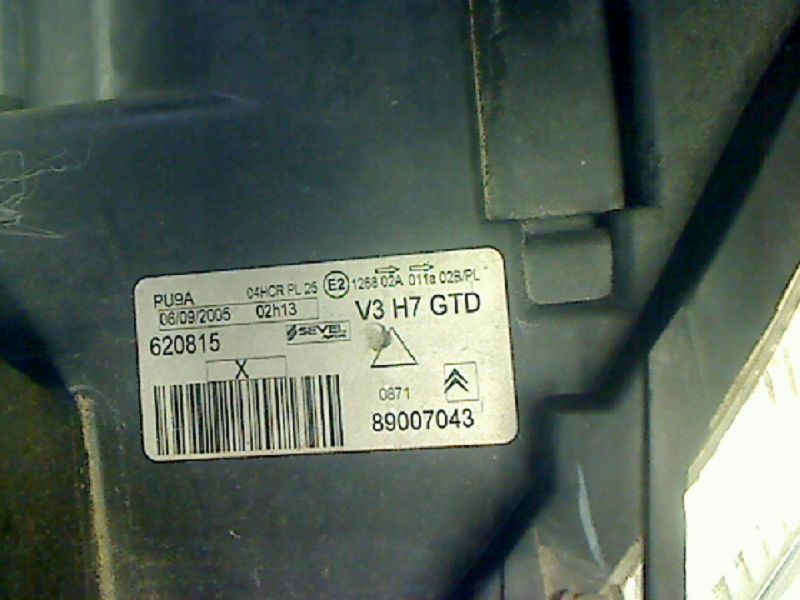 PU9A 04HCR PL 25 E2 1268 02A 011a 02B/PL
06/09/2005 02h13 V3 H7 GTD
620815 SEVEL
X
0871
89007043